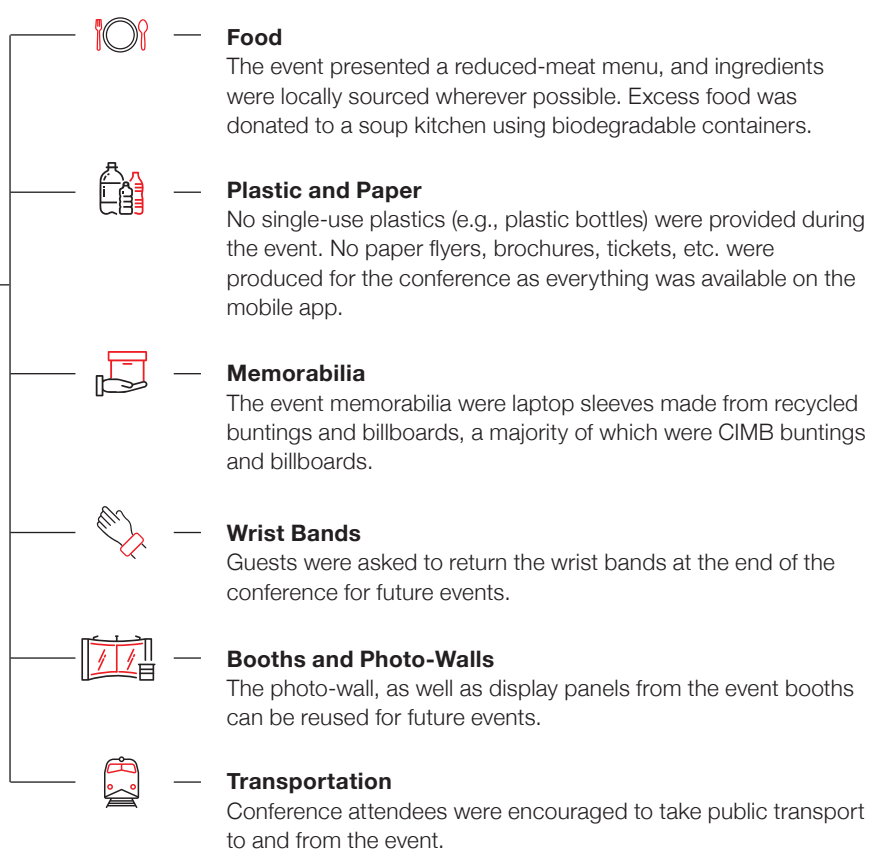 Food
The event presented a reduced-meat menu, and ingredients
were locally sourced wherever possible. Excess food was
donated to a soup kitchen using biodegradable containers.
Plastic and Paper
No single-use plastics (e.g., plastic bottles) were provided during
the event. No paper flyers, brochures, tickets, etc. were
produced for the conference as everything was available on the
mobile app.
Memorabilia
The event memorabilia were laptop sleeves made from recycled
buntings and billboards, a majority of which were CIMB buntings
and billboards.
Wrist Bands
Guests were asked to return the wrist bands at the end of the
conference for future events.
Booths and Photo-Walls
The photo-wall, as well as display panels from the event booths
can be reused for future events.
Transportation
Conference attendees were encouraged to take public transport
to and from the event.